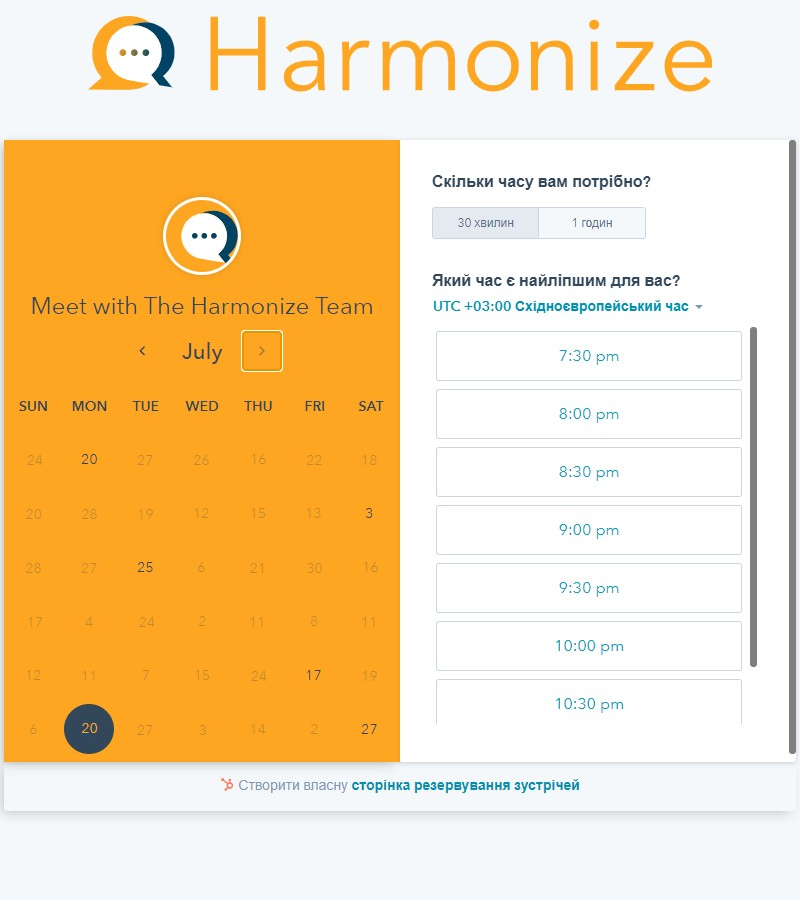 Harmonize
Meet with The Harmonize Team
July
SUN MON TUE WED THU FRI SAT
24 20 27 26 16 22 18
20 28 19 12 15 13 3
28 27 25 6 21 30 16
17 4 24 2 11 8 11
12 11 7 15 24 17 19
6 20 27 3 14 2 27
Скільки часу вам потрібно?
30 хвилин 1 годин
Який час є найліпшим для вас?
UTC +03:00 Східноєвропейський час
7:30 pm
8:00 pm
8:30 pm
9:00 pm
9:30 pm
10:00 pm
10:30 pm
Створити власну сторінка резервування зустрічей